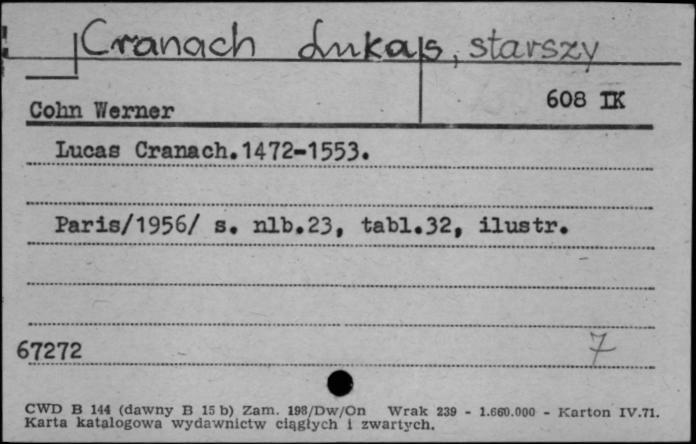 Cranach Lukas, starszy
608 IK
Cohn Werner
Lucas Cranach.1472-1553.
Paris/1956/ s. nlb.23, tabl.32, ilustr.
67272
7
CWD B 144 (dawny B 15 b) Zam. 198/Dw/On Wrak 239 - 1.660.000 - Karton IV.71.
Karta katalogowa wydawnictw ciągłych i zwartych.